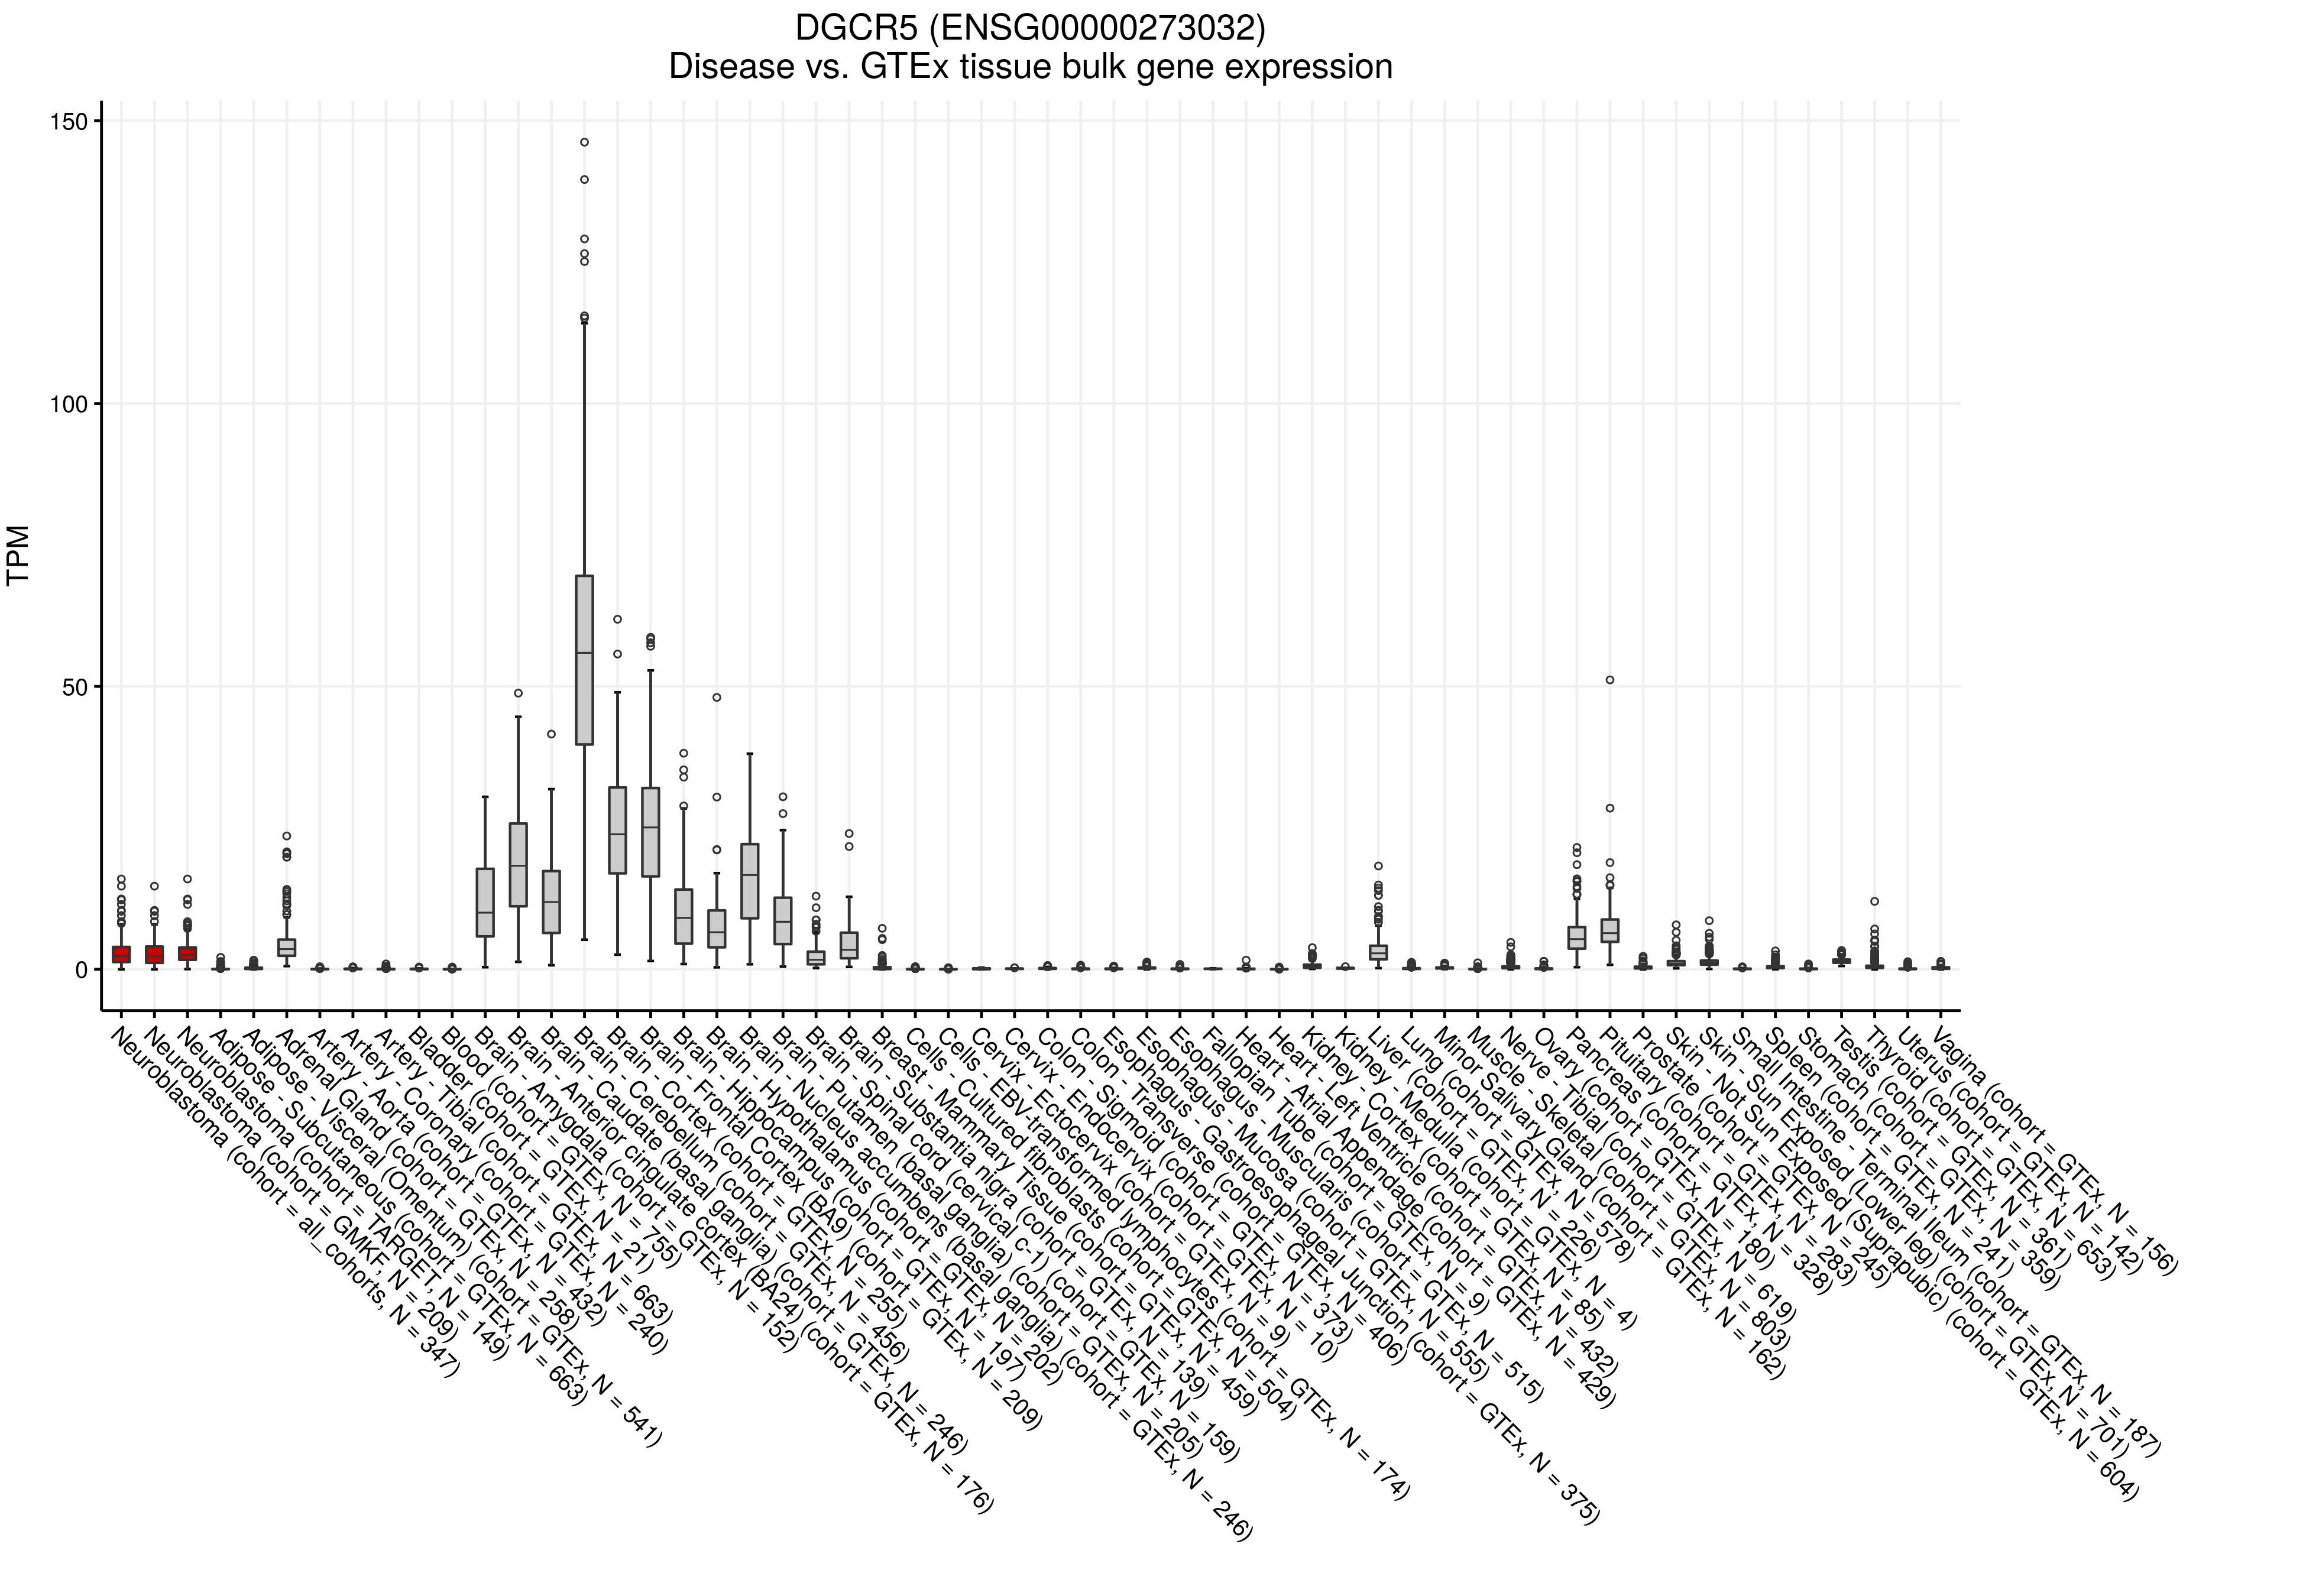 DGCR5 (ENSG00000273032)
Disease vs. GTEx tissue bulk gene expression
TPM
150
100
50
0
Neuroblastoma (cohort = all_cohorts, N = 347)
Neuroblastoma (cohort = GMKF, N = 209)
Neuroblastoma (cohort = TARGET, N = 149)
Adipose - Subcutaneous (cohort = GTEx, N = 663)
Adipose - Visceral (Omentum) (cohort = GTEx, N = 541)
Adrenal Gland (cohort = GTEx, N = 258)
Artery - Aorta (cohort = GTEx, N = 432)
Artery - Coronary (cohort = GTEx, N = 240)
Artery - Tibial (cohort = GTEx, N = 663)
Bladder (cohort = GTEx, N = 21)
Blood (cohort = GTEx, N = 755)
Brain - Amygdala (cohort = GTEx, N = 152)
Brain - Anterior cingulate cortex (BA24) (cohort = GTEx, N = 176)
Brain - Caudate (basal ganglia) (cohort = GTEx, N = 246)
Brain - Cerebellum (cohort = GTEx, N = 456)
Brain - Cortex (cohort = GTEx, N = 255)
Brain - Frontal Cortex (BA9) (cohort = GTEx, N = 209)
Brain - Hippocampus (cohort = GTEx, N = 197)
Brain - Hypothalamus (cohort = GTEx, N = 202)
Brain - Nucleus accumbens (basal ganglia) (cohort = GTEx, N = 246)
Brain - Putamen (basal ganglia) (cohort = GTEx, N = 205)
Brain - Spinal cord (cervical c-1) (cohort = GTEx, N = 159)
Brain - Substantia nigra (cohort = GTEx, N = 139)
Breast - Mammary Tissue (cohort = GTEx, N = 459)
Cells - Cultured fibroblasts (cohort = GTEx, N = 504)
Cells - EBV-transformed lymphocytes (cohort = GTEx, N = 174)
Cervix - Ectocervix (cohort = GTEx, N = 9)
Cervix - Endocervix (cohort = GTEx, N = 10)
Colon - Sigmoid (cohort = GTEx, N = 373)
Colon - Transverse (cohort = GTEx, N = 406)
Esophagus - Gastroesophageal Junction (cohort = GTEx, N = 375)
Esophagus - Mucosa (cohort = GTEx, N = 555)
Esophagus - Muscularis (cohort = GTEx, N = 515)
Fallopian Tube (cohort = GTEx, N = 9)
Heart - Atrial Appendage (cohort = GTEx, N = 429)
Heart - Left Ventricle (cohort = GTEx, N = 432)
Kidney - Cortex (cohort = GTEx, N = 85)
Kidney - Medulla (cohort = GTEx, N = 4)
Liver (cohort = GTEx, N = 226)
Lung (cohort = GTEx, N = 578)
Minor Salivary Gland (cohort = GTEx, N = 162)
Muscle - Skeletal (cohort = GTEx, N = 803)
Nerve - Tibial (cohort = GTEx, N = 619)
Ovary (cohort = GTEx, N = 180)
Pancreas (cohort = GTEx, N = 328)
Pituitary (cohort = GTEx, N = 283)
Prostate (cohort = GTEx, N = 245)
Skin - Not Sun Exposed (Suprapubic) (cohort = GTEx, N = 604)
Skin - Sun Exposed (Lower leg) (cohort = GTEx, N = 701)
Small Intestine - Terminal Ileum (cohort = GTEx, N = 187)
Spleen (cohort = GTEx, N = 241)
Stomach (cohort = GTEx, N = 359)
Testis (cohort = GTEx, N = 361)
Thyroid (cohort = GTEx, N = 653)
Uterus (cohort = GTEx, N = 142)
Vagina (cohort = GTEx, N = 156)